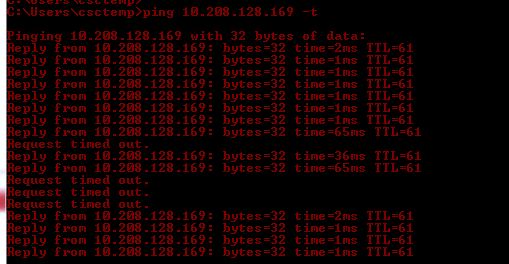 C:\Users\csctemp>
C:\Users\csctemp>ping 10.208.128.169 -t
Pinging 10.208.128.169 with 32 bytes of data:
Reply from 10.208.128.169: bytes=32 time=2ms TTL=61
Reply from 10.208.128.169: bytes=32 time=1ms TTL=61
Reply from 10.208.128.169: bytes=32 time=1ms TTL=61
Reply from 10.208.128.169: bytes=32 time=1ms TTL=61
Reply from 10.208.128.169: bytes=32 time=1ms TTL=61
Reply from 10.208.128.169: bytes=32 time=1ms TTL=61
Reply from 10.208.128.169: bytes=32 time=1ms TTL=61
Reply from 10.208.128.169: bytes=32 time=65ms TTL=61
Request timed out.
Reply from 10.208.128.169: bytes=32 time=36ms TTL=61
Reply from 10.208.128.169: bytes=32 time=65ms TTL=61
Request timed out.
Request timed out.
Request timed out.
Reply from 10.208.128.169: bytes=32 time=2ms TTL=61
Reply from 10.208.128.169: bytes=32 time=1ms TTL=61
Reply from 10.208.128.169: bytes=32 time=1ms TTL=61
Reply from 10.208.128.169: bytes=32 time=1ms TTL=61